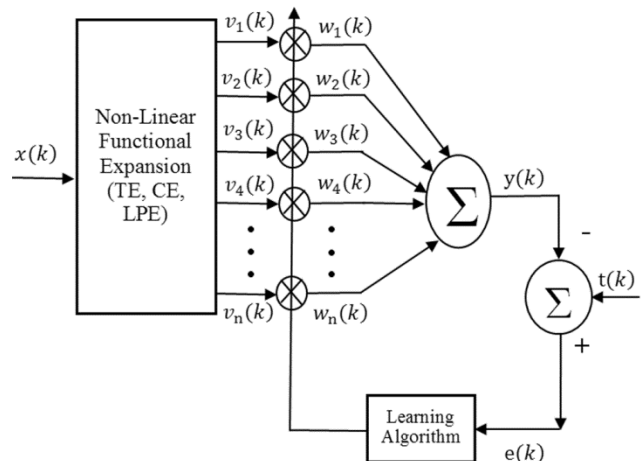 v₁(k)
w₁(k)
v₂(k)
w₂(k)
Non-Linear
Functional
Expansion
(TE, CE,
LPE)
x(k)
v₃(k)
w₃(k)
v₄(k)
w₄(k)
vₙ(k)
wₙ(k)
Σ
y(k)
-
Σ
t(k)
+
Learning
Algorithm
e(k)